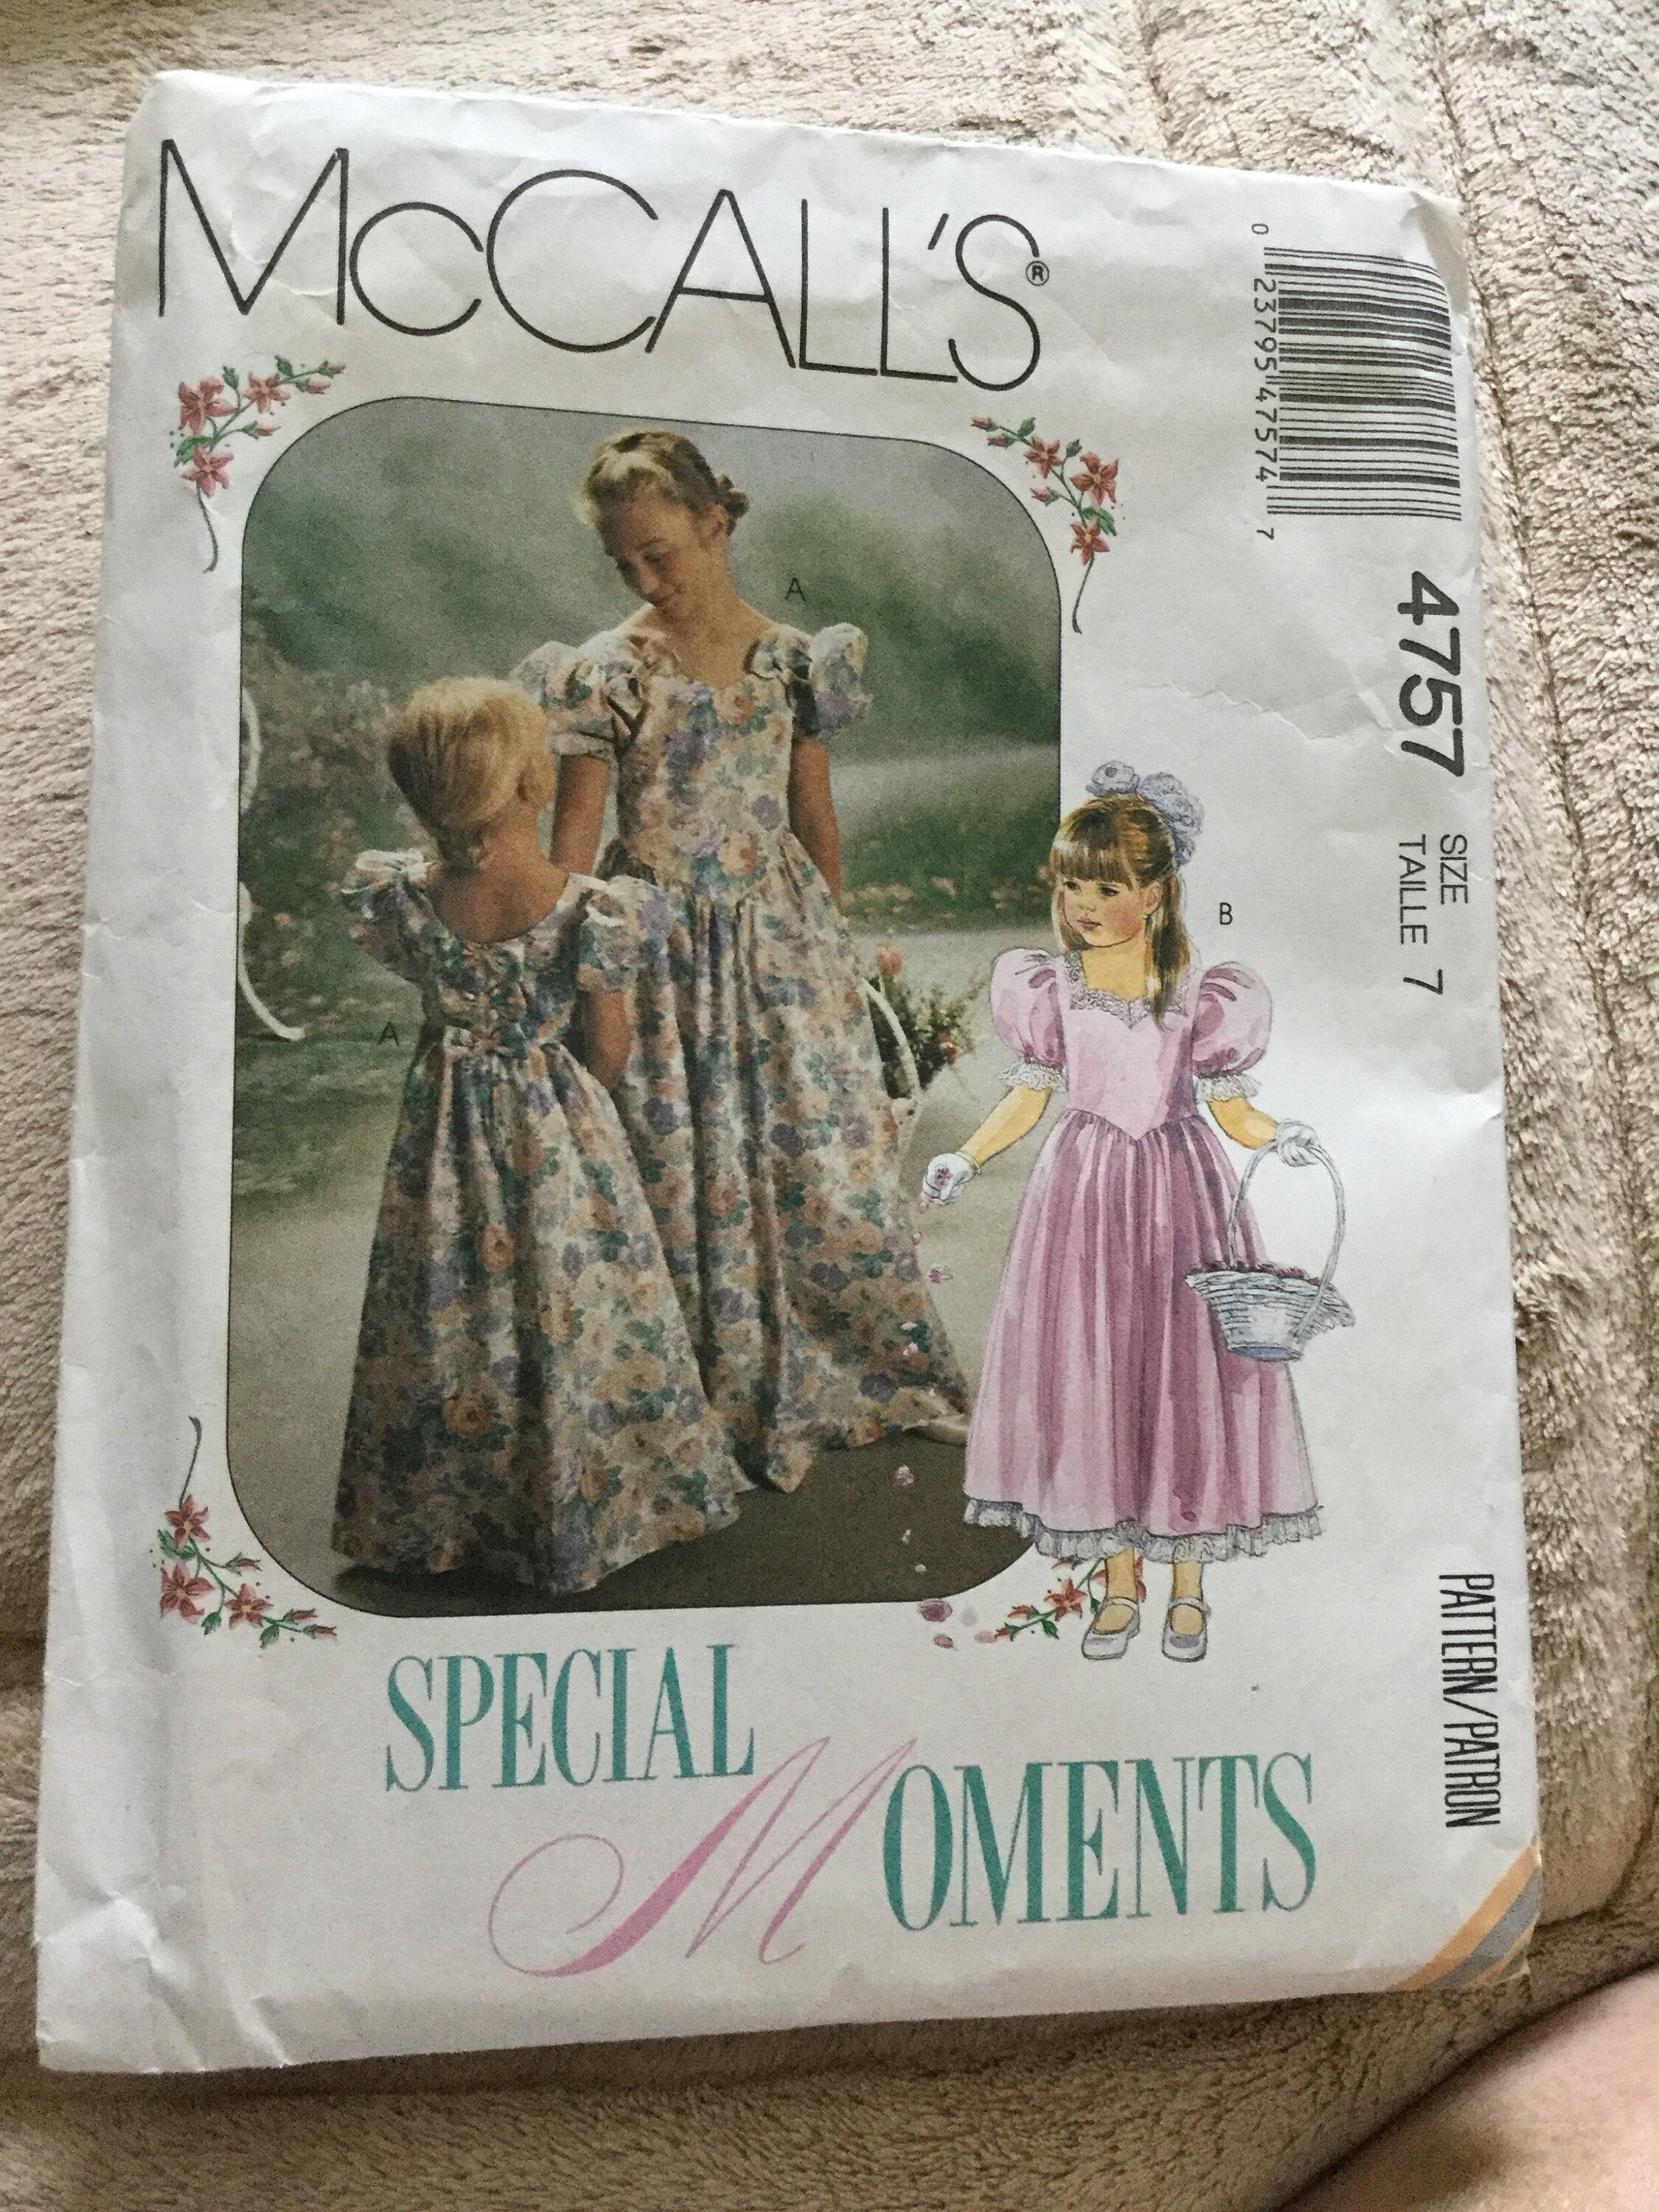 McCALL'S®
0 23795 47574 7
4757
SIZE
TAILLE 7
A
A
B
PATTERN/PATRON
SPECIAL
MOMENTS